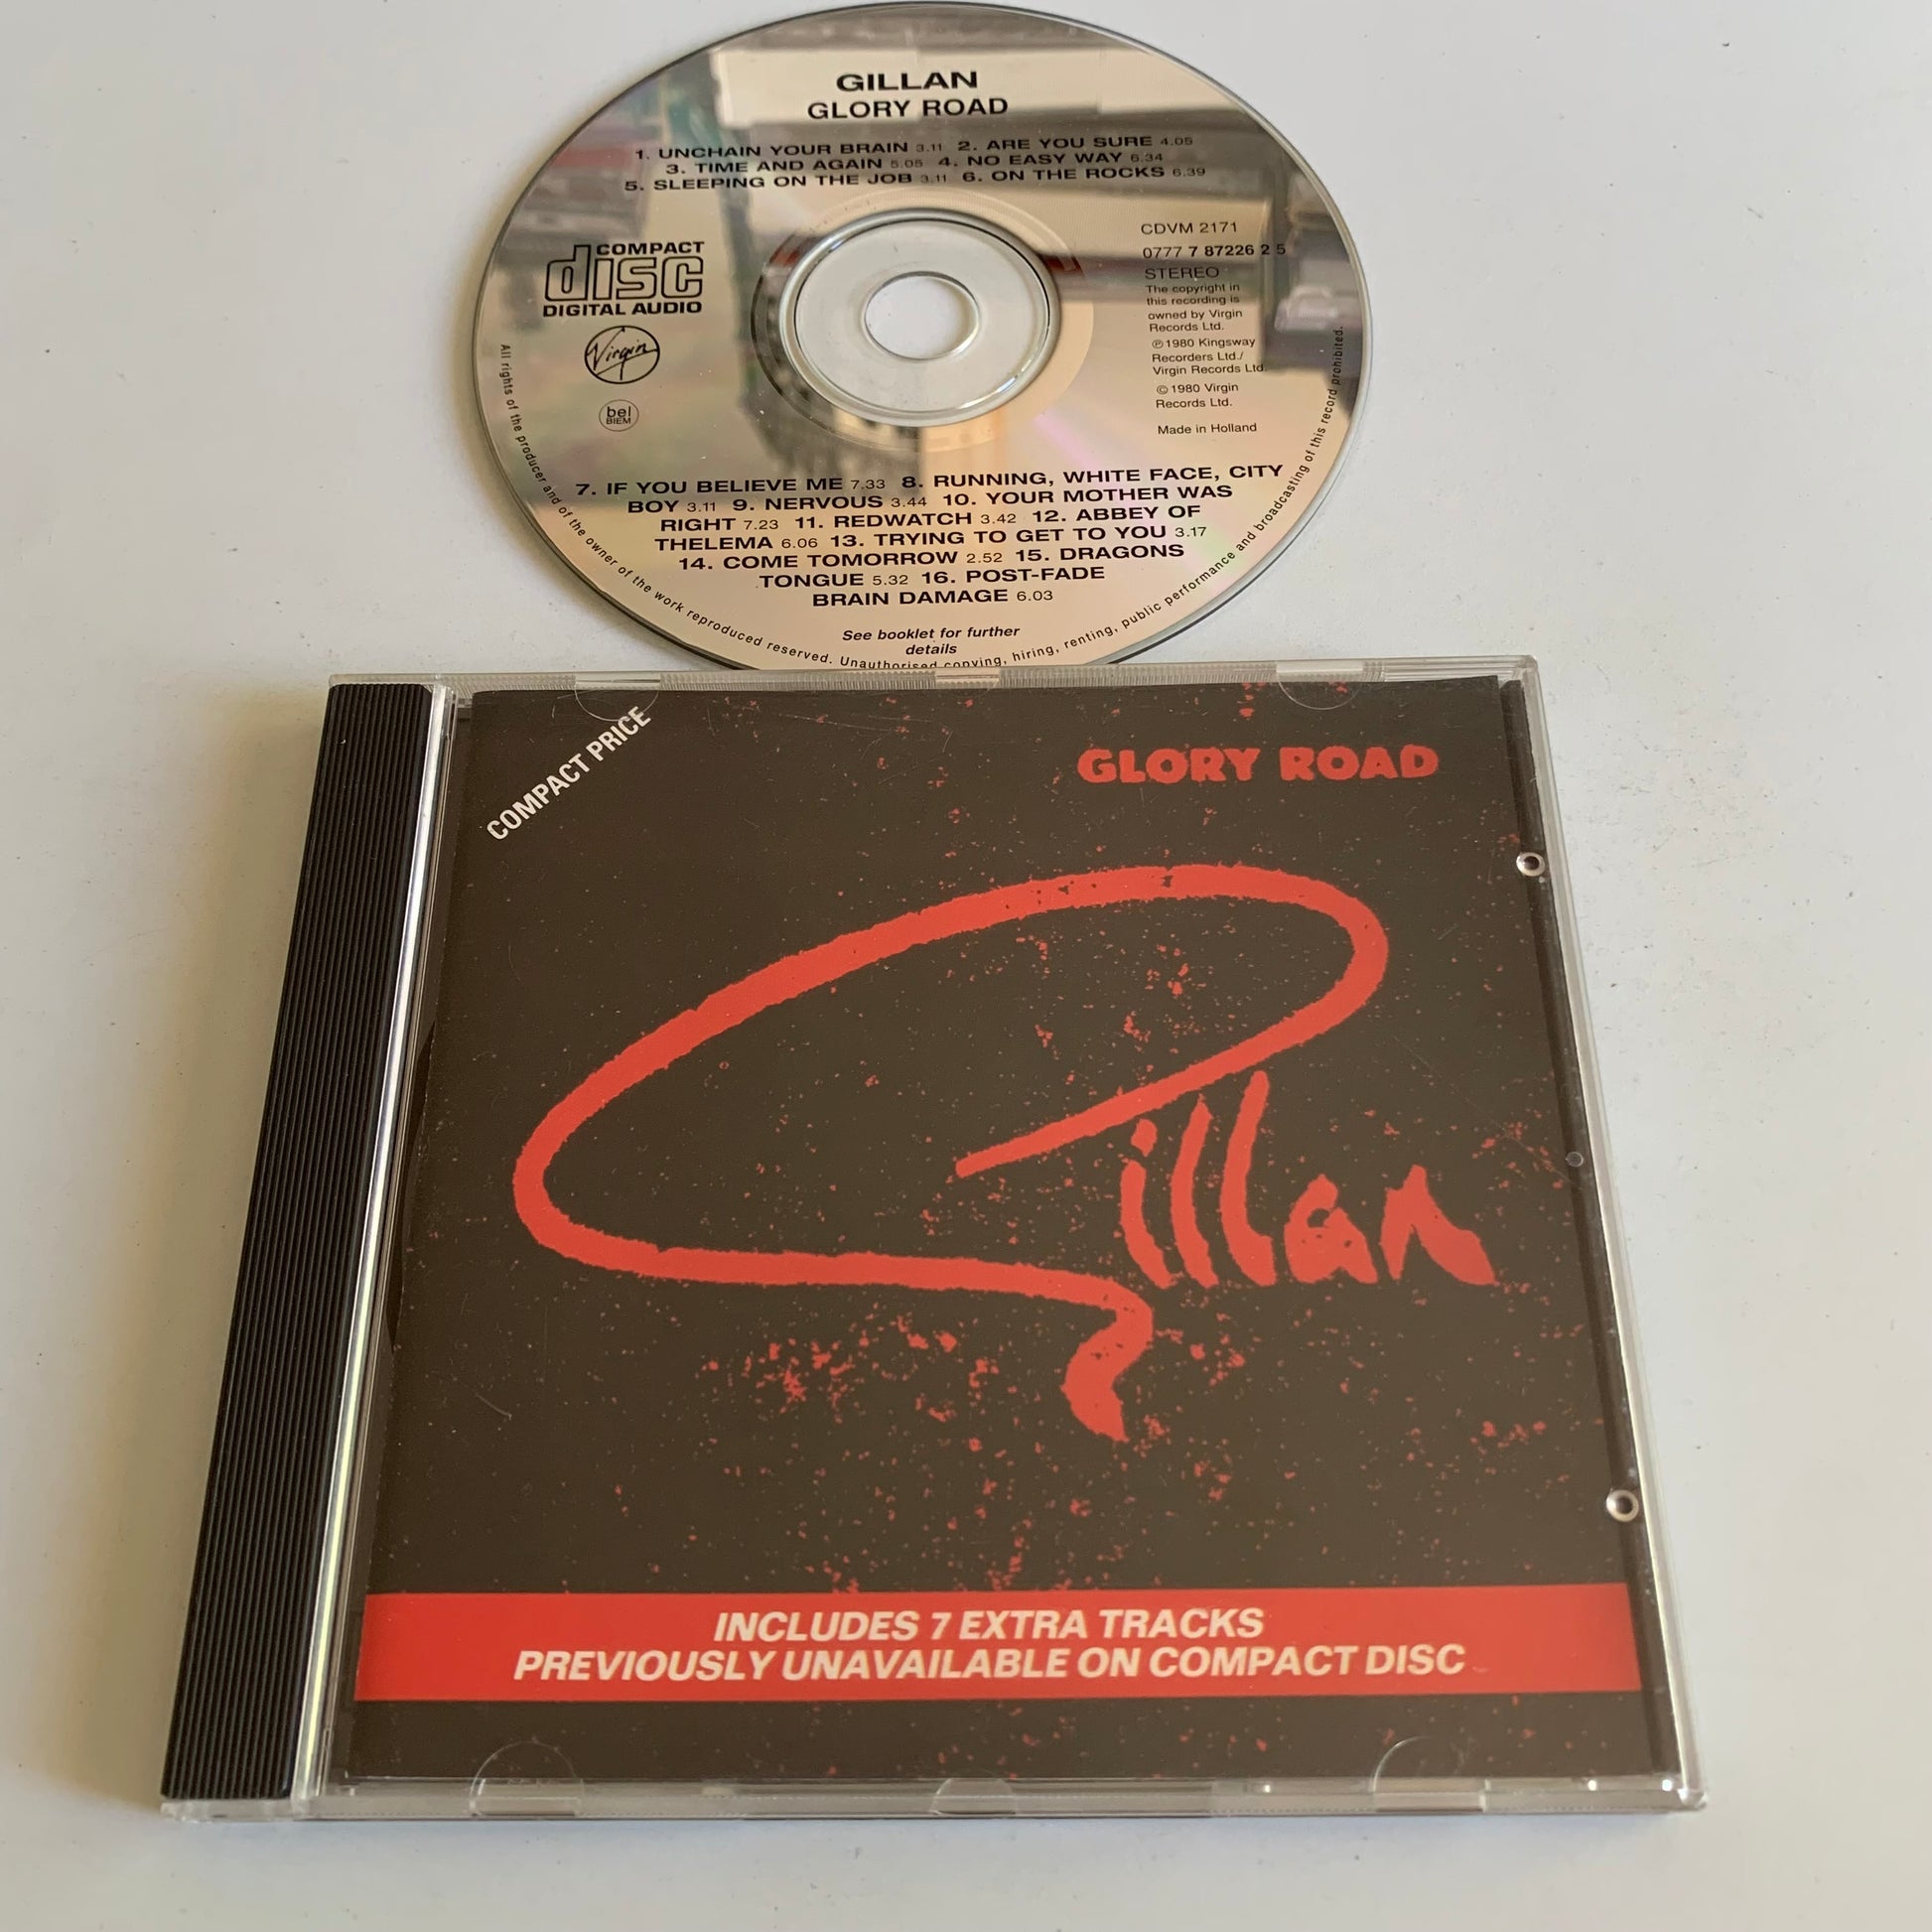 GILLAN
GLORY ROAD
1. UNCHAIN YOUR BRAIN 3.11 2. ARE YOU SURE 4.05
3. TIME AND AGAIN 5.05 4. NO EASY WAY 6.34
5. SLEEPING ON THE JOB 3.11 6. ON THE ROCKS 6.39
COMPACT
disc
DIGITAL AUDIO
Virgin
bel
BIEM
CDVM 2171
0777 7 87226 2 5
STEREO
The copyright in
this recording is
owned by Virgin
Records Ltd.
℗ 1980 Kingsway
Recorders Ltd./
Virgin Records Ltd.
© 1980 Virgin
Records Ltd.
Made in Holland
7. IF YOU BELIEVE ME 7.33 8. RUNNING, WHITE FACE, CITY
BOY 3.11 9. NERVOUS 3.44 10. YOUR MOTHER WAS
RIGHT 7.23 11. REDWATCH 3.42 12. ABBEY OF
THELEMA 6.06 13. TRYING TO GET TO YOU 3.17
14. COME TOMORROW 2.52 15. DRAGONS
TONGUE 5.32 16. POST-FADE
BRAIN DAMAGE 6.03
See booklet for further
details
All rights of the producer and of the owner of the work reproduced reserved. Unauthorised copying, hiring, renting, public performance and broadcasting of this record prohibited.
COMPACT PRICE
GLORY ROAD
Gillan
INCLUDES 7 EXTRA TRACKS
PREVIOUSLY UNAVAILABLE ON COMPACT DISC